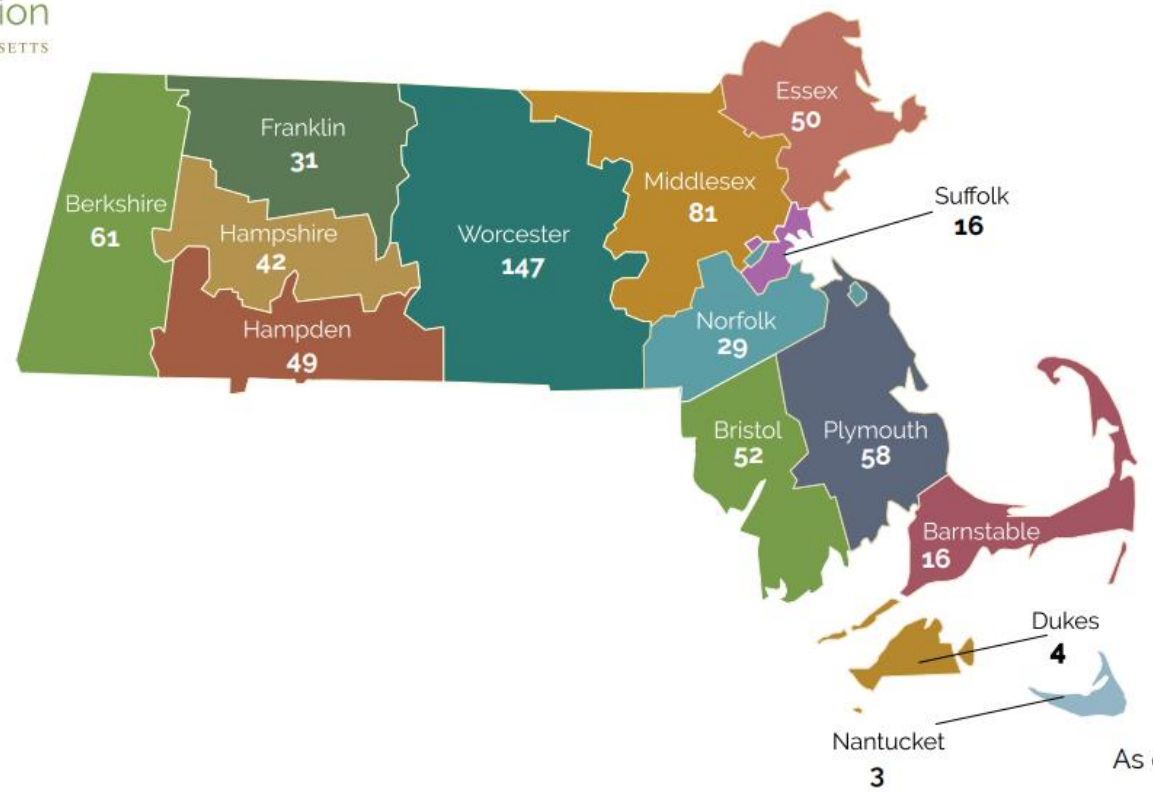 ion
SETTS
Essex
50
Franklin
31
Middlesex
81
Suffolk
16
Berkshire
61
Hampshire
42
Worcester
147
Norfolk
29
Hampden
49
Bristol
52
Plymouth
58
Barnstable
16
Dukes
4
Nantucket
3
As